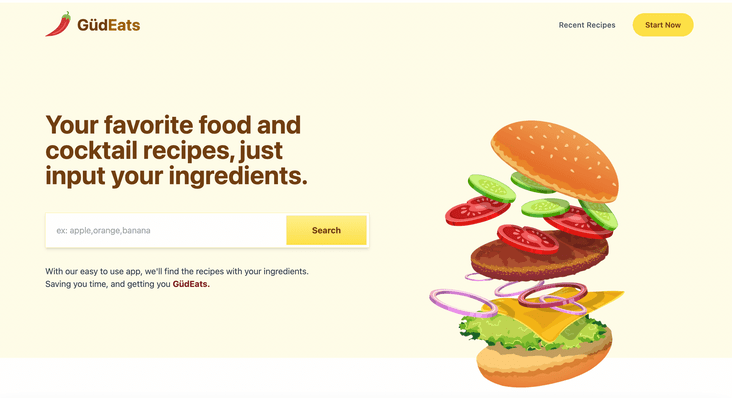 GüdEats
Recent Recipes
Start Now
Your favorite food and
cocktail recipes, just
input your ingredients.
ex: apple,orange,banana
Search
With our easy to use app, we'll find the recipes with your ingredients.
Saving you time, and getting you GüdEats.